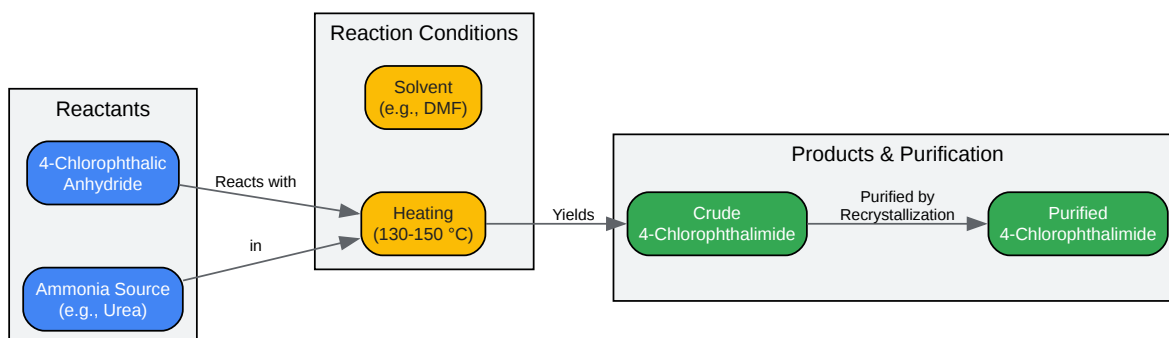 Reactants
4-Chlorophthalic
Anhydride
Ammonia Source
(e.g., Urea)
Reacts with
in
Reaction Conditions
Solvent
(e.g., DMF)
Heating
(130-150 °C)
Yields
Products & Purification
Crude
4-Chlorophthalimide
Purified by
Recrystallization
Purified
4-Chlorophthalimide